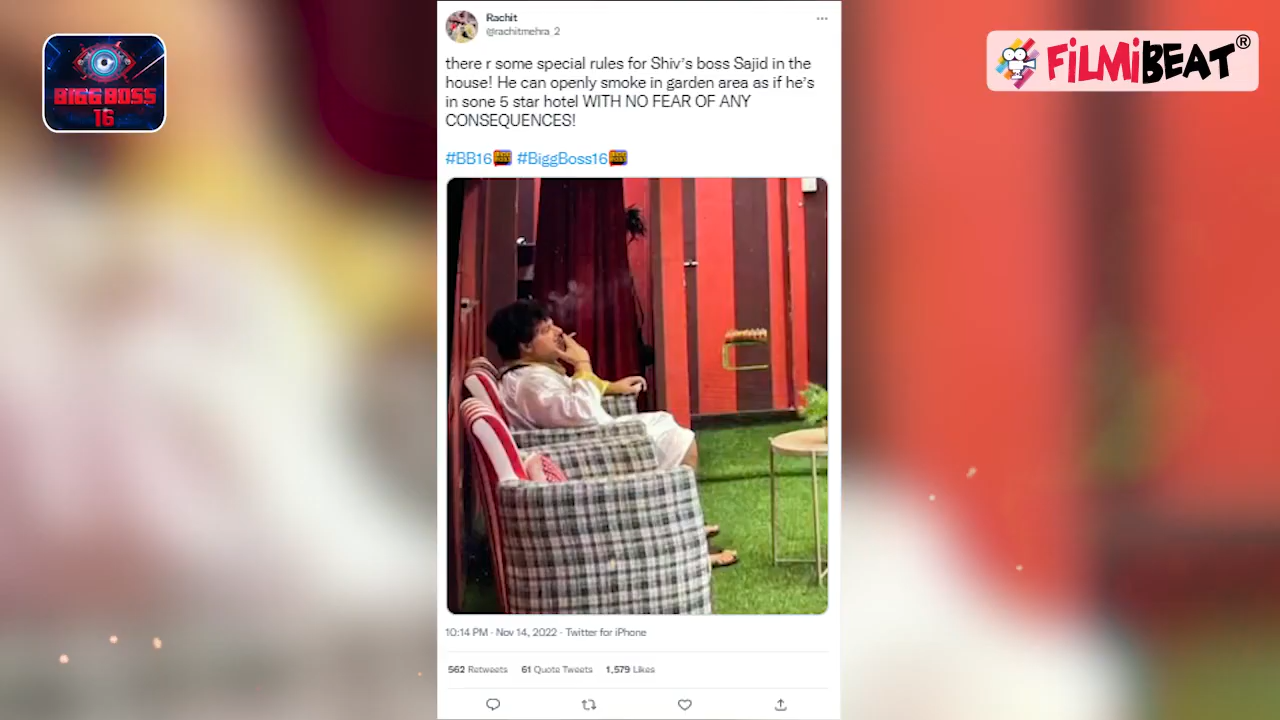 Rachit
@rachitmehra_2
there r some special rules for Shiv's boss Sajid in the
house! He can openly smoke in garden area as if he's
in sone 5 star hotel WITH NO FEAR OF ANY
CONSEQUENCES!
#BB16 #BiggBoss16
10:14 PM · Nov 14, 2022 · Twitter for iPhone
562 Retweets 61 Quote Tweets 1,579 Likes
BIGG BOSS
16
FiLMiBEAT®